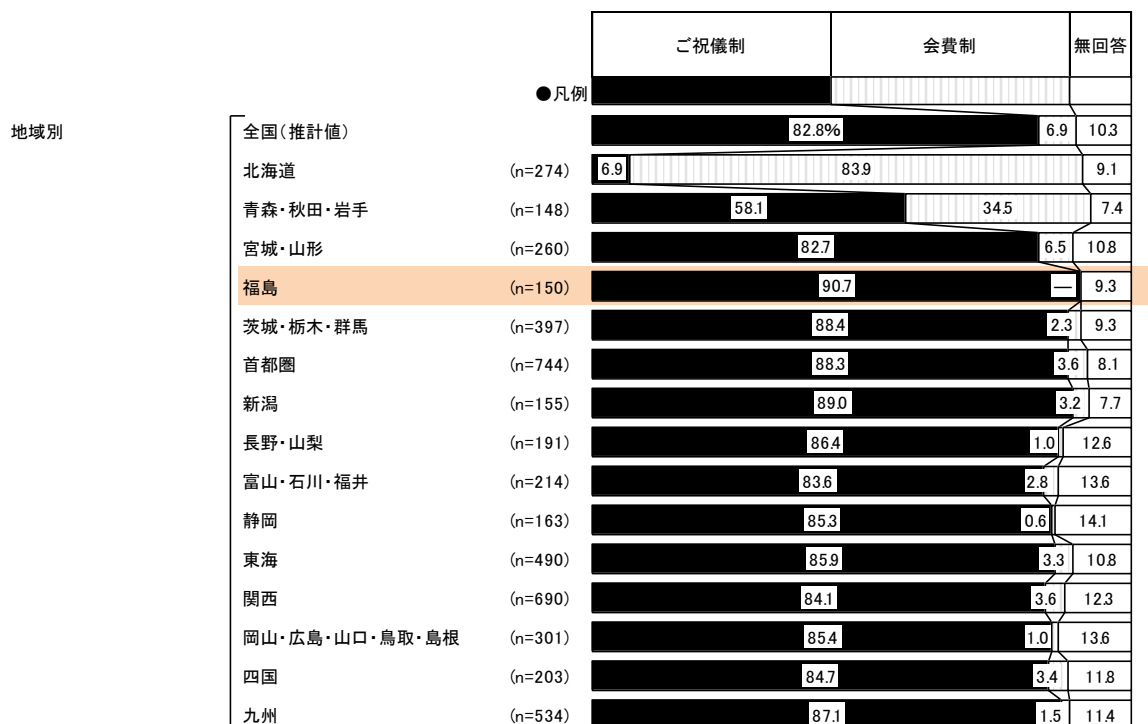 ご祝儀制 会費制 無回答
●凡例
地域別 全国(推計値) 82.8% 6.9 10.3
北海道 (n=274) 6.9 83.9 9.1
青森・秋田・岩手 (n=148) 58.1 34.5 7.4
宮城・山形 (n=260) 82.7 6.5 10.8
福島 (n=150) 90.7 — 9.3
茨城・栃木・群馬 (n=397) 88.4 2.3 9.3
首都圏 (n=744) 88.3 3.6 8.1
新潟 (n=155) 89.0 3.2 7.7
長野・山梨 (n=191) 86.4 1.0 12.6
富山・石川・福井 (n=214) 83.6 2.8 13.6
静岡 (n=163) 85.3 0.6 14.1
東海 (n=490) 85.9 3.3 10.8
関西 (n=690) 84.1 3.6 12.3
岡山・広島・山口・鳥取・島根 (n=301) 85.4 1.0 13.6
四国 (n=203) 84.7 3.4 11.8
九州 (n=534) 87.1 1.5 11.4